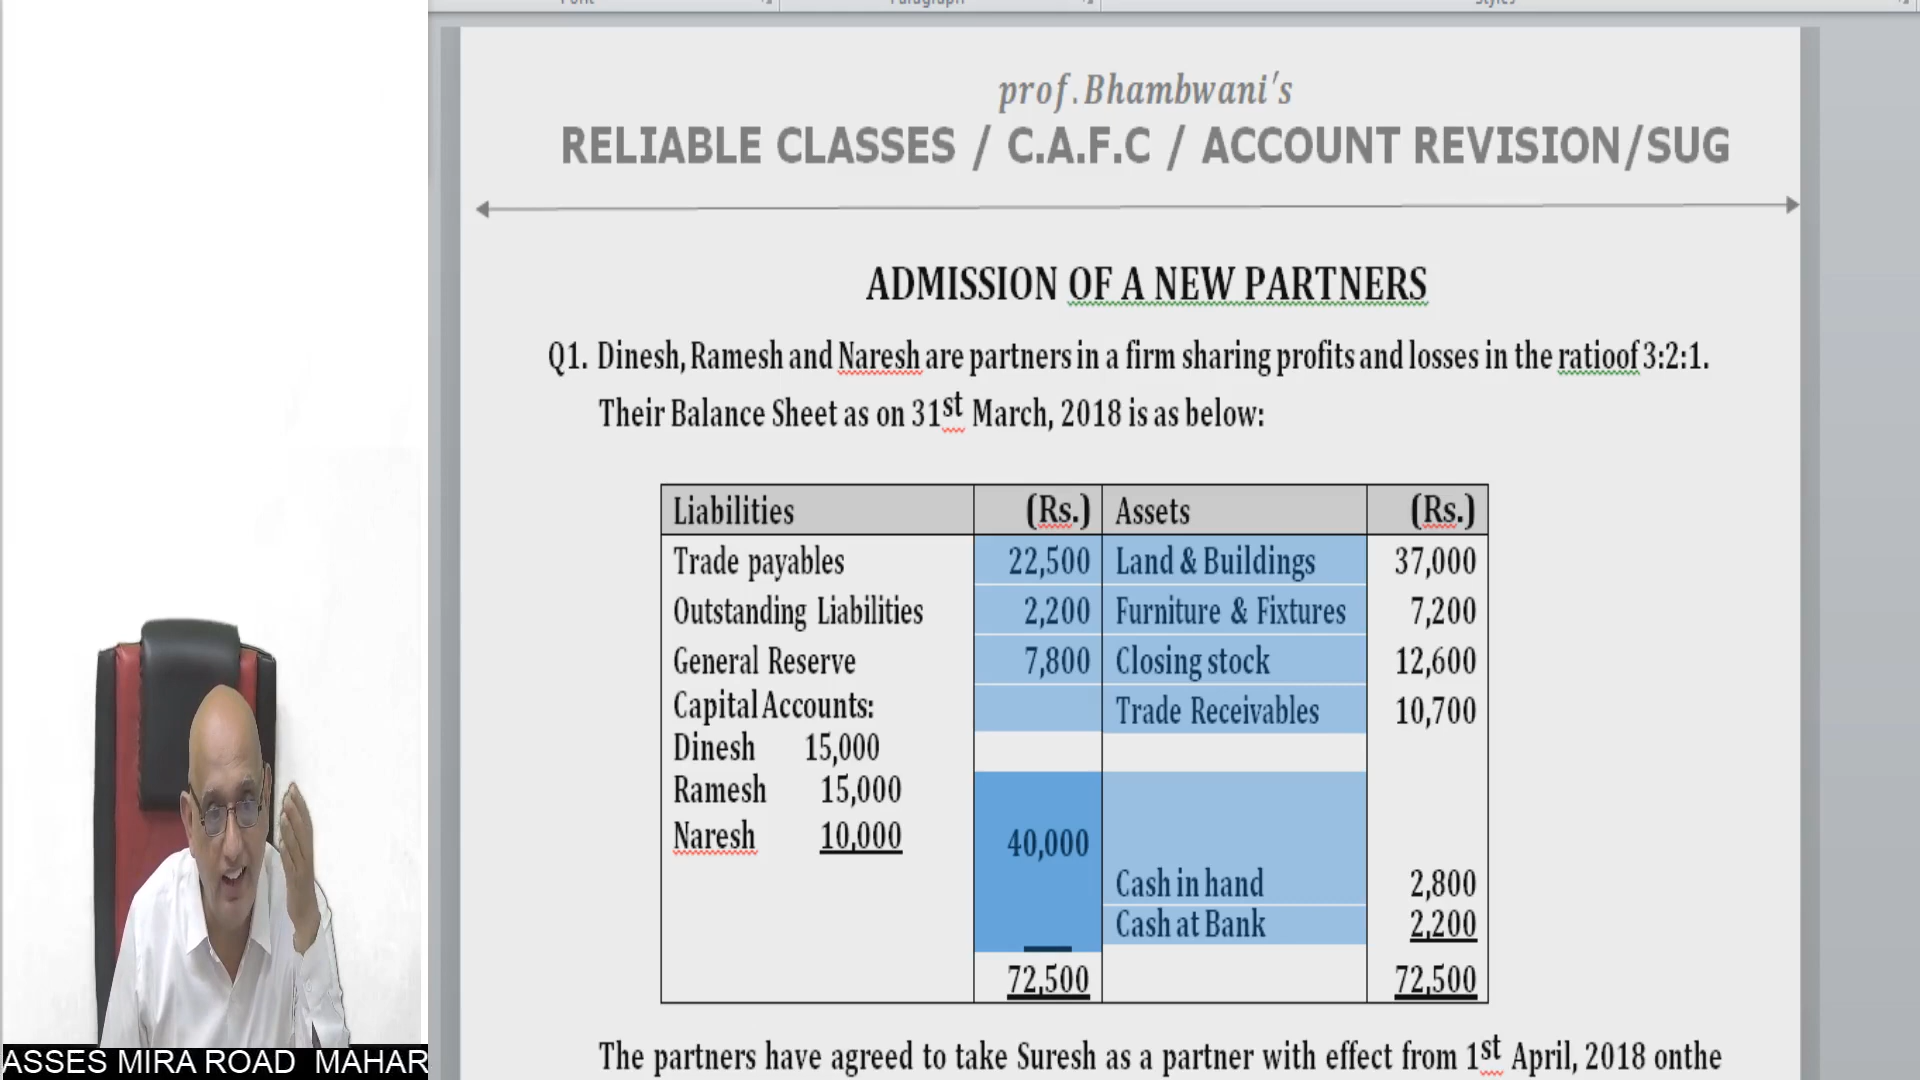 Font
Paragraph
Styles
prof.Bhambwani's
RELIABLE CLASSES / C.A.F.C / ACCOUNT REVISION/SUG
ADMISSION OF A NEW PARTNERS
Q1. Dinesh, Ramesh and Naresh are partners in a firm sharing profits and losses in the ratioof 3:2:1.
Their Balance Sheet as on 31st March, 2018 is as below:
Liabilities (Rs.) Assets (Rs.)
Trade payables 22,500 Land & Buildings 37,000
Outstanding Liabilities 2,200 Furniture & Fixtures 7,200
General Reserve 7,800 Closing stock 12,600
Capital Accounts: Trade Receivables 10,700
Dinesh 15,000
Ramesh 15,000
Naresh 10,000 40,000
Cash in hand 2,800
Cash at Bank 2,200
72,500 72,500
The partners have agreed to take Suresh as a partner with effect from 1st April, 2018 onthe
ASSES MIRA ROAD MAHAR